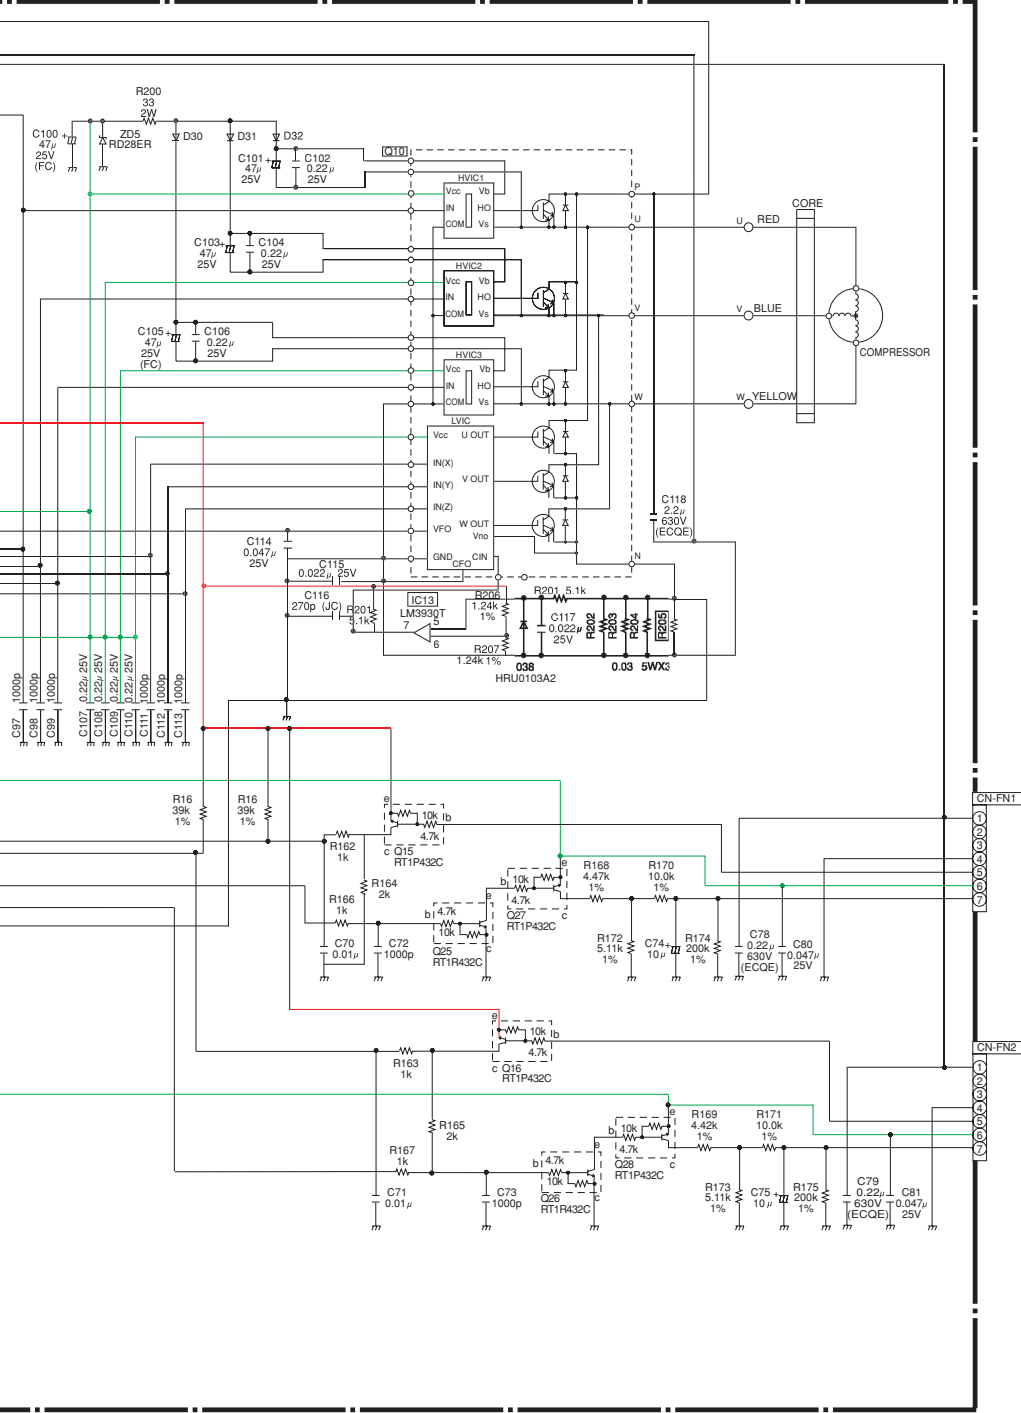 R200
33
2W
C100 +
47µ
25V
(FC)
ZD5
RD28ER
D30
D31
D32
C101 +
47µ
25V
C102
0.22µ
25V
Q10
HVIC1
Vcc
Vb
IN
HO
COM
Vs
P
U
U
RED
CORE
C103+
47µ
25V
C104
0.22µ
25V
HVIC2
Vcc
Vb
IN
HO
COM
Vs
V
V
BLUE
COMPRESSOR
C105+
47µ
25V
(FC)
C106
0.22µ
25V
HVIC3
Vcc
Vb
IN
HO
COM
Vs
W
W
YELLOW
LVIC
Vcc
U OUT
IN(X)
IN(Y)
V OUT
IN(Z)
VFO
W OUT
Vno
GND
CIN
CFO
N
C118
2.2µ
630V
(ECQE)
C114
0.047µ
25V
C115
0.022µ 25V
C116
270p (JC)
R201
5.1k
IC13
LM3930T
7
5
6
R206
1.24k
1%
R207
1.24k 1%
R201 5.1k
C117
0.022µ
25V
R202
R203
R204
R205
038
HRU0103A2
0.03
5WX3
C97 1000p
C98 1000p
C99 1000p
C107 0.22µ 25V
C108 0.22µ 25V
C109 0.22µ 25V
C110 0.22µ 25V
C111 1000p
C112 1000p
C113 1000p
R16
39k
1%
R16
39k
1%
e
10k
b
4.7k
c
Q15
RT1P432C
R162
1k
R164
2k
R166
1k
C70
0.01µ
C72
1000p
b
4.7k
10k
e
c
Q25
RT1R432C
b
10k
4.7k
e
c
Q27
RT1P432C
R168
4.47k
1%
R170
10.0k
1%
R172
5.11k
1%
C74+
10µ
R174
200k
1%
C78
0.22µ
630V
(ECQE)
C80
0.047µ
25V
CN-FN1
1
2
3
4
5
6
7
e
10k
b
4.7k
c
Q16
RT1P432C
R163
1k
R165
2k
R167
1k
C71
0.01µ
C73
1000p
b
4.7k
10k
e
c
Q26
RT1R432C
b
10k
4.7k
e
c
Q28
RT1P432C
R169
4.42k
1%
R171
10.0k
1%
R173
5.11k
1%
C75+
10µ
R175
200k
1%
C79
0.22µ
630V
(ECQE)
C81
0.047µ
25V
CN-FN2
1
2
3
4
5
6
7